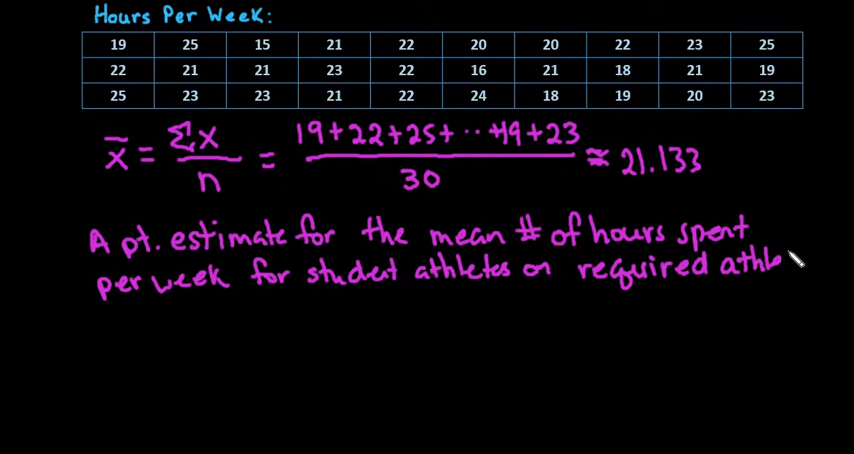 Hours Per Week:
19 25 15 21 22 20 20 22 23 25
22 21 21 23 22 16 21 18 21 19
25 23 23 21 22 24 18 19 20 23
x̄ = Σx / n = 19+22+25+···+19+23 / 30 ≈ 21.133
A pt. estimate for the mean # of hours spent
per week for student athletes on required athle